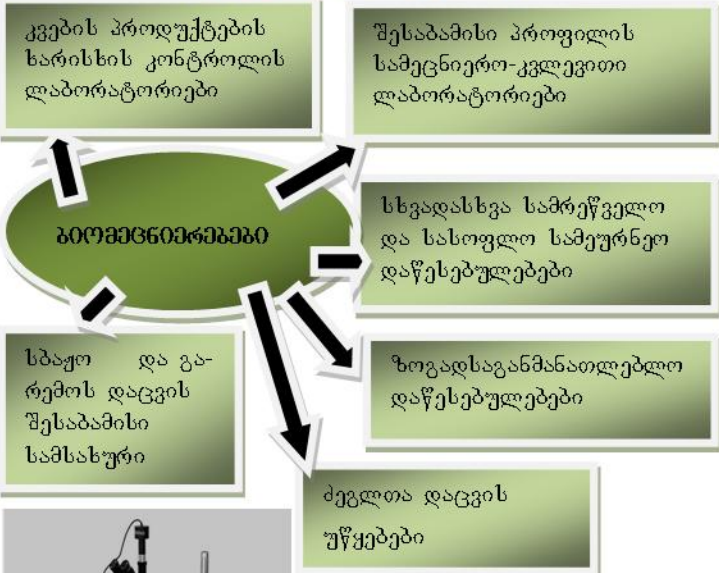 კვების პროდუქტების
ხარისხის კონტროლის
ლაბორატორიები
შესაბამისი პროფილის
სამეცნიერო-კვლევითი
ლაბორატორიები
ბიომეცნიერებები
სხვადასხვა სამრეწველო
და სასოფლო სამეურნეო
დაწესებულებები
სბაჟო და გა-
რემოს დაცვის
შესაბამისი
სამსახური
ზოგადსაგანმანათლებლო
დაწესებულებები
ძეგლთა დაცვის
უწყებები